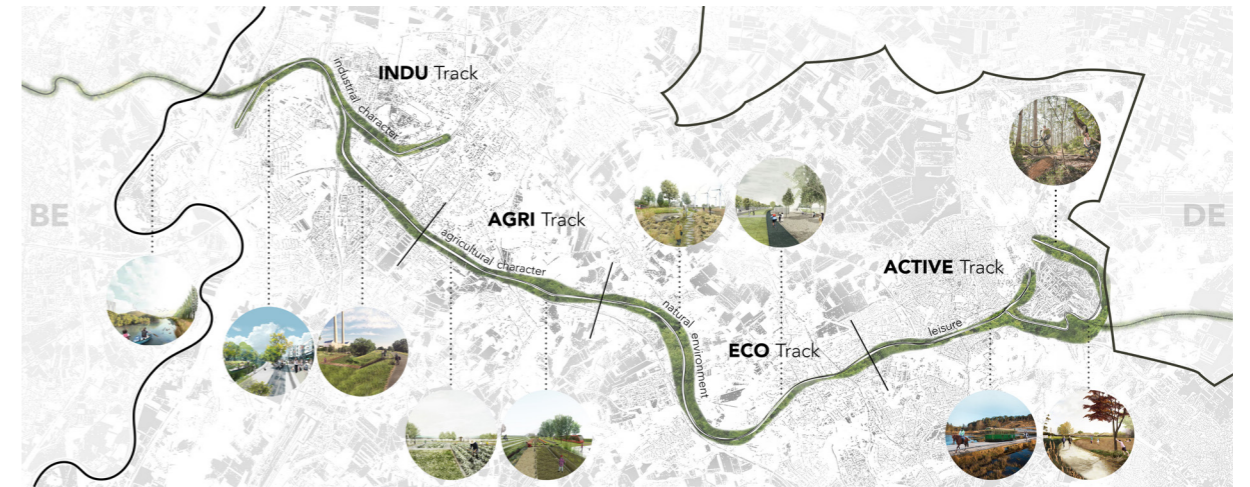 INDU Track
industrial character
BE
AGRI Track
agricultural character
DE
ACTIVE Track
natural environment
ECO Track
leisure